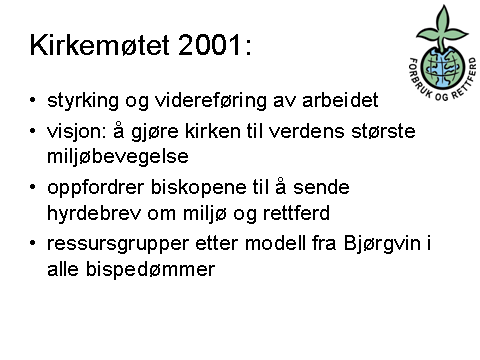 Kirkemøtet 2001:
FORBRUK OG RETTFERD
• styrking og videreføring av arbeidet
• visjon: å gjøre kirken til verdens største
miljøbevegelse
• oppfordrer biskopene til å sende
hyrdebrev om miljø og rettferd
• ressursgrupper etter modell fra Bjørgvin i
alle bispedømmer